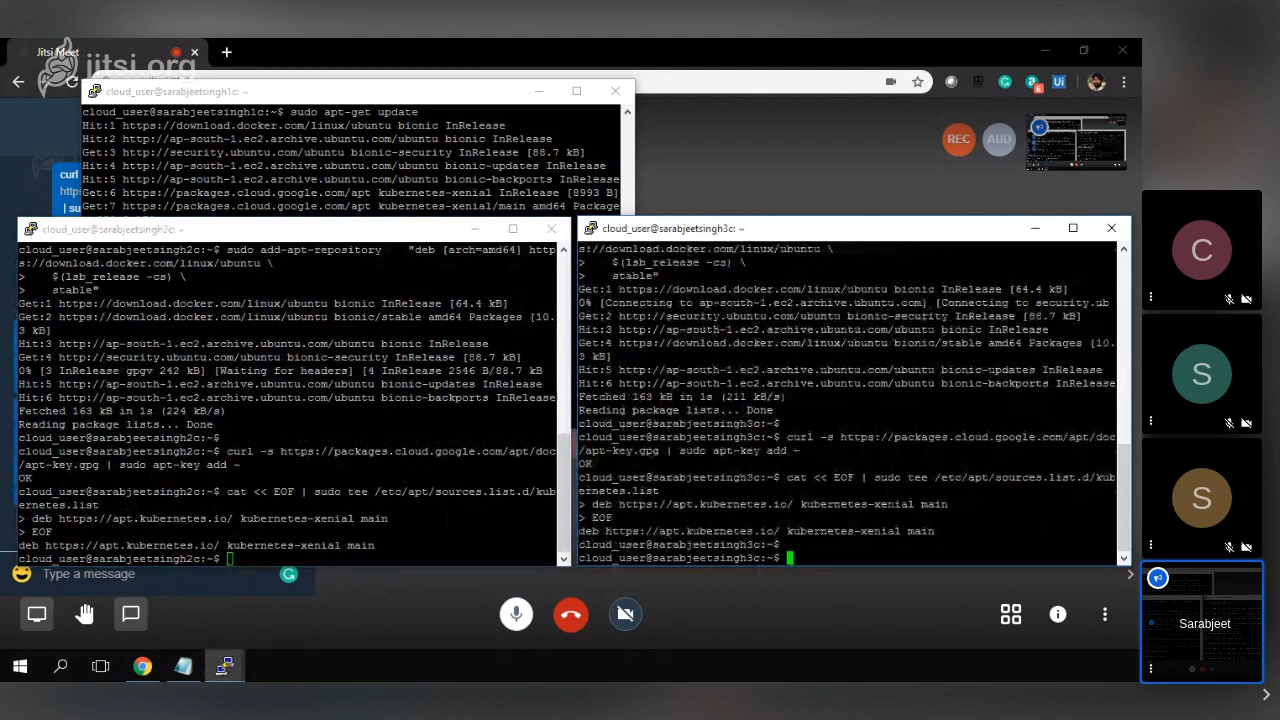 Jitsi Meet
jitsi.org
cloud_user@sarabjeetsingh1c: ~
cloud_user@sarabjeetsingh1c:~$ sudo apt-get update
Hit:1 https://download.docker.com/linux/ubuntu bionic InRelease
Hit:2 http://ap-south-1.ec2.archive.ubuntu.com/ubuntu bionic InRelease
Get:3 http://security.ubuntu.com/ubuntu bionic-security InRelease [88.7 kB]
Hit:4 http://ap-south-1.ec2.archive.ubuntu.com/ubuntu bionic-updates InRelease
Hit:5 http://ap-south-1.ec2.archive.ubuntu.com/ubuntu bionic-backports InRelease
Get:6 https://packages.cloud.google.com/apt kubernetes-xenial InRelease [8993 B]
Get:7 https://packages.cloud.google.com/apt kubernetes-xenial/main amd64 Package
curl
https:
| su
REC
AUD
6
Ui
cloud_user@sarabjeetsingh2c: ~
cloud_user@sarabjeetsingh2c:~$ sudo add-apt-repository    "deb [arch=amd64] http
s://download.docker.com/linux/ubuntu \
>    $(lsb_release -cs) \
>    stable"
Get:1 https://download.docker.com/linux/ubuntu bionic InRelease [64.4 kB]
Get:2 https://download.docker.com/linux/ubuntu bionic/stable amd64 Packages [10.
3 kB]
Hit:3 http://ap-south-1.ec2.archive.ubuntu.com/ubuntu bionic InRelease
Get:4 http://security.ubuntu.com/ubuntu bionic-security InRelease [88.7 kB]
0% [3 InRelease gpgv 242 kB] [Waiting for headers] [4 InRelease 2546 B/88.7 kB
Hit:5 http://ap-south-1.ec2.archive.ubuntu.com/ubuntu bionic-updates InRelease
Hit:6 http://ap-south-1.ec2.archive.ubuntu.com/ubuntu bionic-backports InRelease
Fetched 163 kB in 1s (224 kB/s)
Reading package lists... Done
cloud_user@sarabjeetsingh2c:~$
cloud_user@sarabjeetsingh2c:~$ curl -s https://packages.cloud.google.com/apt/doc
/apt-key.gpg | sudo apt-key add -
OK
cloud_user@sarabjeetsingh2c:~$ cat << EOF | sudo tee /etc/apt/sources.list.d/kub
ernetes.list
> deb https://apt.kubernetes.io/ kubernetes-xenial main
> EOF
deb https://apt.kubernetes.io/ kubernetes-xenial main
cloud_user@sarabjeetsingh2c:~$
cloud_user@sarabjeetsingh3c: ~
s://download.docker.com/linux/ubuntu \
>    $(lsb_release -cs) \
>    stable"
Get:1 https://download.docker.com/linux/ubuntu bionic InRelease [64.4 kB]
0% [Connecting to ap-south-1.ec2.archive.ubuntu.com] [Connecting to security.ub
Get:2 http://security.ubuntu.com/ubuntu bionic-security InRelease [88.7 kB]
Hit:3 http://ap-south-1.ec2.archive.ubuntu.com/ubuntu bionic InRelease
Get:4 https://download.docker.com/linux/ubuntu bionic/stable amd64 Packages [10.
3 kB]
Hit:5 http://ap-south-1.ec2.archive.ubuntu.com/ubuntu bionic-updates InRelease
Hit:6 http://ap-south-1.ec2.archive.ubuntu.com/ubuntu bionic-backports InRelease
Fetched 163 kB in 1s (211 kB/s)
Reading package lists... Done
cloud_user@sarabjeetsingh3c:~$
cloud_user@sarabjeetsingh3c:~$ curl -s https://packages.cloud.google.com/apt/doc
/apt-key.gpg | sudo apt-key add -
OK
cloud_user@sarabjeetsingh3c:~$ cat << EOF | sudo tee /etc/apt/sources.list.d/kub
ernetes.list
> deb https://apt.kubernetes.io/ kubernetes-xenial main
> EOF
deb https://apt.kubernetes.io/ kubernetes-xenial main
cloud_user@sarabjeetsingh3c:~$
cloud_user@sarabjeetsingh3c:~$
Type a message
C
S
S
Sarabjeet